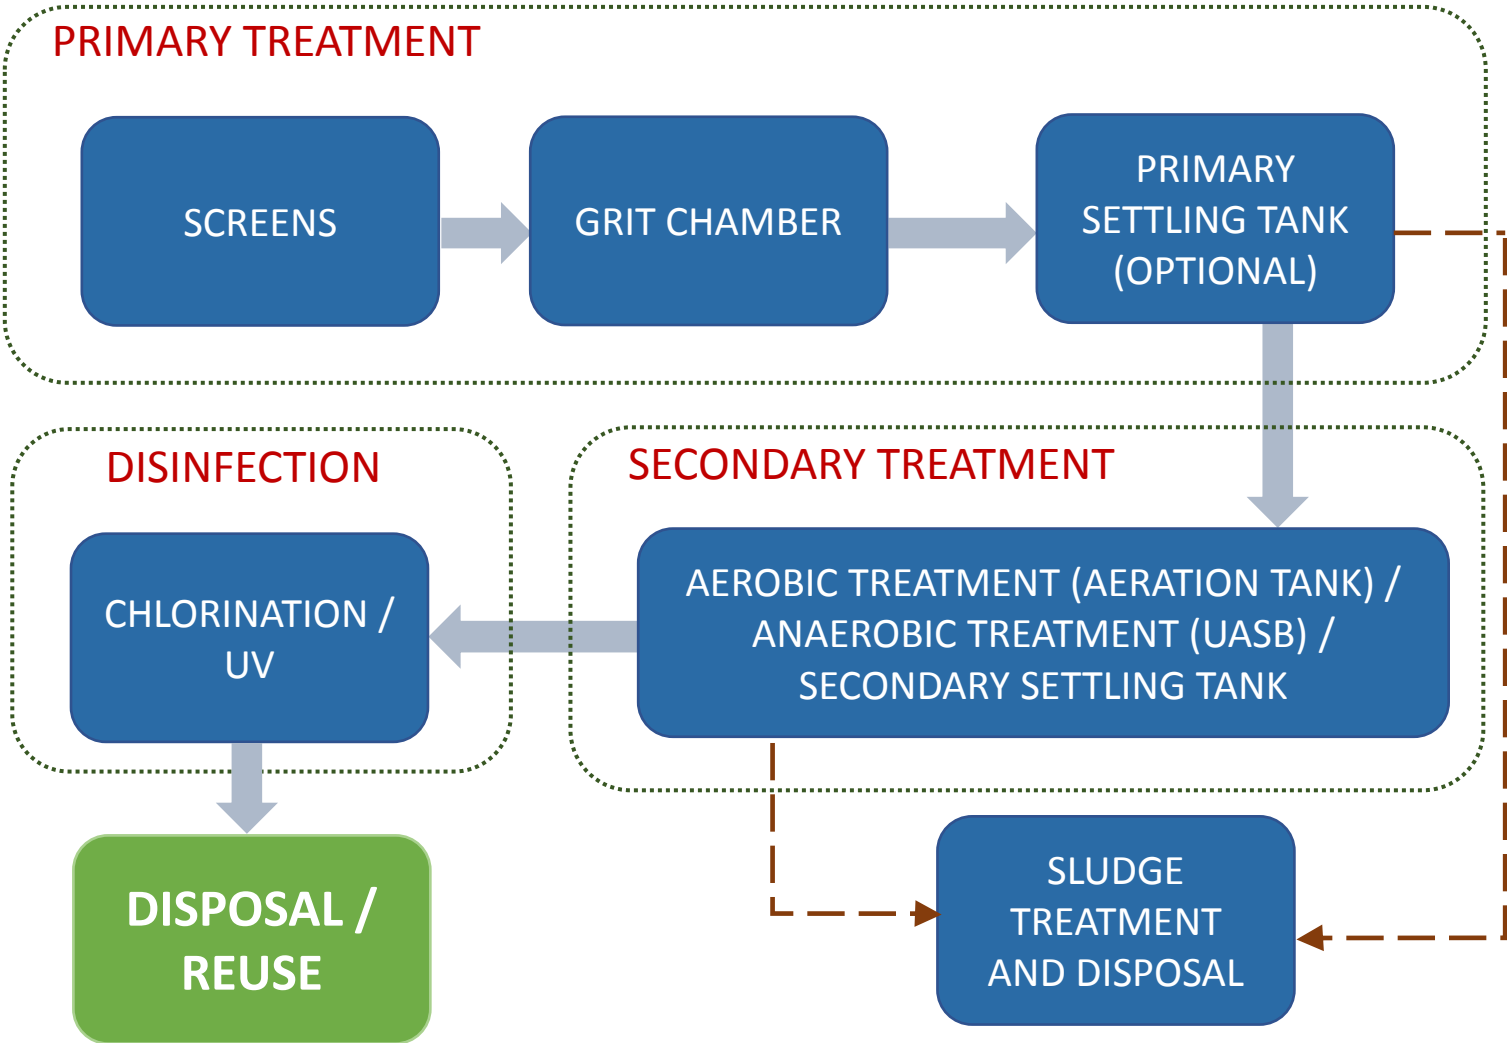 PRIMARY TREATMENT
SCREENS
GRIT CHAMBER
PRIMARY
SETTLING TANK
(OPTIONAL)
DISINFECTION
SECONDARY TREATMENT
CHLORINATION /
UV
AEROBIC TREATMENT (AERATION TANK) /
ANAEROBIC TREATMENT (UASB) /
SECONDARY SETTLING TANK
DISPOSAL /
REUSE
SLUDGE
TREATMENT
AND DISPOSAL